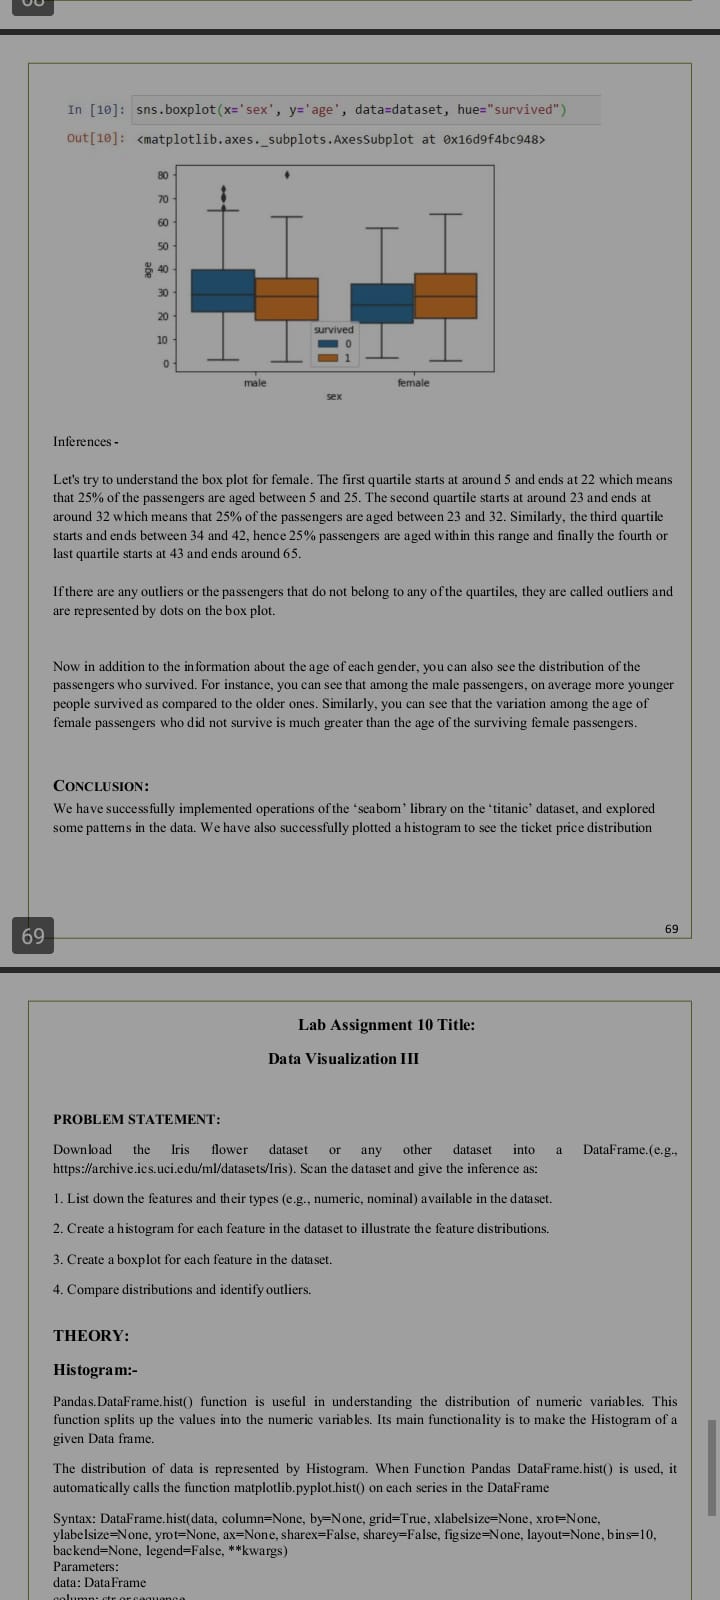 In [10]: sns.boxplot(x='sex', y='age', data=dataset, hue="survived")
Out[10]: <matplotlib.axes._subplots.AxesSubplot at 0x16d9f4bc948>
80
70
60
50
40
30
20
10
0
age
survived
0
1
male
female
sex
Inferences -
Let's try to understand the box plot for female. The first quartile starts at around 5 and ends at 22 which means
that 25% of the passengers are aged between 5 and 25. The second quartile starts at around 23 and ends at
around 32 which means that 25% of the passengers are aged between 23 and 32. Similarly, the third quartile
starts and ends between 34 and 42, hence 25% passengers are aged within this range and finally the fourth or
last quartile starts at 43 and ends around 65.
If there are any outliers or the passengers that do not belong to any of the quartiles, they are called outliers and
are represented by dots on the box plot.
Now in addition to the information about the age of each gender, you can also see the distribution of the
passengers who survived. For instance, you can see that among the male passengers, on average more younger
people survived as compared to the older ones. Similarly, you can see that the variation among the age of
female passengers who did not survive is much greater than the age of the surviving female passengers.
CONCLUSION:
We have successfully implemented operations of the ‘seaborn’ library on the ‘titanic’ dataset, and explored
some patterns in the data. We have also successfully plotted a histogram to see the ticket price distribution
69
69
Lab Assignment 10 Title:
Data Visualization III
PROBLEM STATEMENT:
Download the Iris flower dataset or any other dataset into a DataFrame.(e.g.,
https://archive.ics.uci.edu/ml/datasets/Iris). Scan the dataset and give the inference as:
1. List down the features and their types (e.g., numeric, nominal) available in the dataset.
2. Create a histogram for each feature in the dataset to illustrate the feature distributions.
3. Create a boxplot for each feature in the dataset.
4. Compare distributions and identify outliers.
THEORY:
Histogram:-
Pandas.DataFrame.hist() function is useful in understanding the distribution of numeric variables. This
function splits up the values into the numeric variables. Its main functionality is to make the Histogram of a
given Data frame.
The distribution of data is represented by Histogram. When Function Pandas DataFrame.hist() is used, it
automatically calls the function matplotlib.pyplot.hist() on each series in the DataFrame
Syntax: DataFrame.hist(data, column=None, by=None, grid=True, xlabelsize=None, xrot=None,
ylabelsize=None, yrot=None, ax=None, sharex=False, sharey=False, figsize=None, layout=None, bins=10,
backend=None, legend=False, **kwargs)
Parameters:
data: DataFrame
column: str or sequence